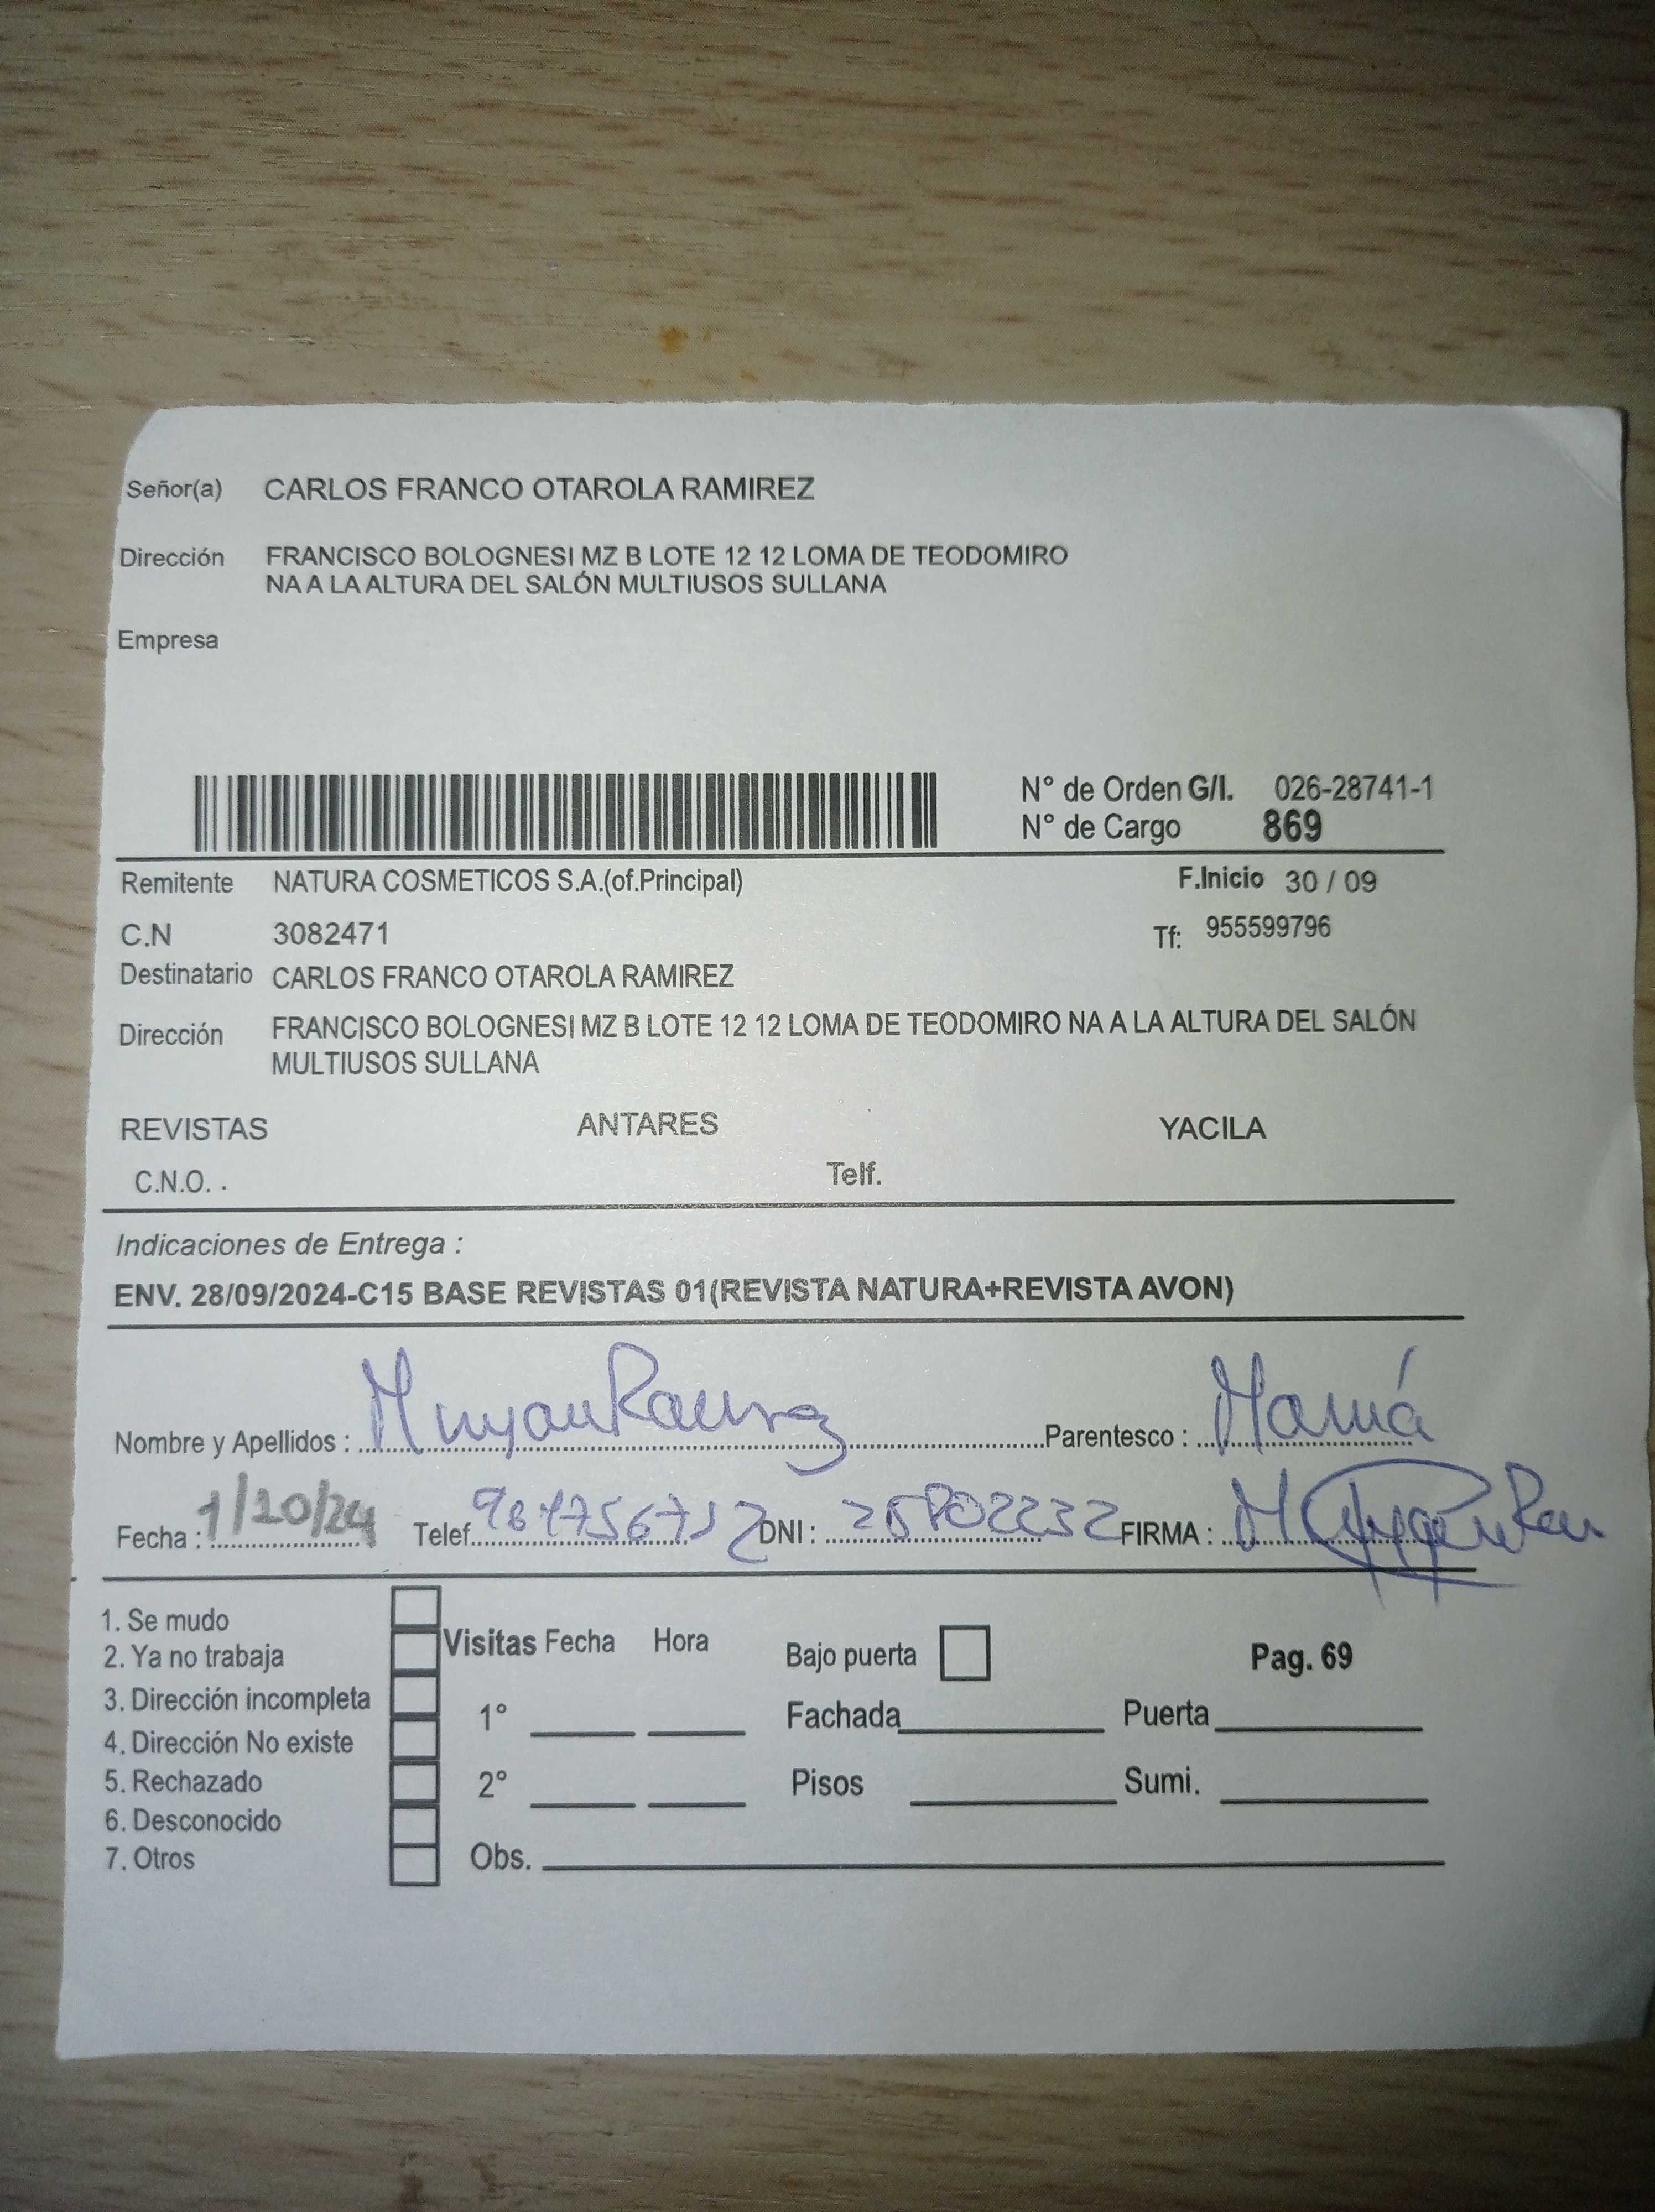 Señor(a) CARLOS FRANCO OTAROLA RAMIREZ
Dirección FRANCISCO BOLOGNESI MZ B LOTE 12 12 LOMA DE TEODOMIRO
NA A LA ALTURA DEL SALÓN MULTIUSOS SULLANA
Empresa
N° de Orden G/I. 026-28741-1
N° de Cargo 869
Remitente NATURA COSMETICOS S.A.(of.Principal) F.Inicio 30 / 09
C.N 3082471 Tf: 955599796
Destinatario CARLOS FRANCO OTAROLA RAMIREZ
Dirección FRANCISCO BOLOGNESI MZ B LOTE 12 12 LOMA DE TEODOMIRO NA A LA ALTURA DEL SALÓN
MULTIUSOS SULLANA
REVISTAS ANTARES YACILA
C.N.O. . Telf.
Indicaciones de Entrega :
ENV. 28/09/2024-C15 BASE REVISTAS 01(REVISTA NATURA+REVISTA AVON)
Nombre y Apellidos : Parentesco : Mamá
Fecha : 1/20/24 Telef. DNI : FIRMA :
1. Se mudo
2. Ya no trabaja
3. Dirección incompleta
4. Dirección No existe
5. Rechazado
6. Desconocido
7. Otros
Visitas Fecha Hora Bajo puerta Pag. 69
1° Fachada Puerta
2° Pisos Sumi.
Obs.